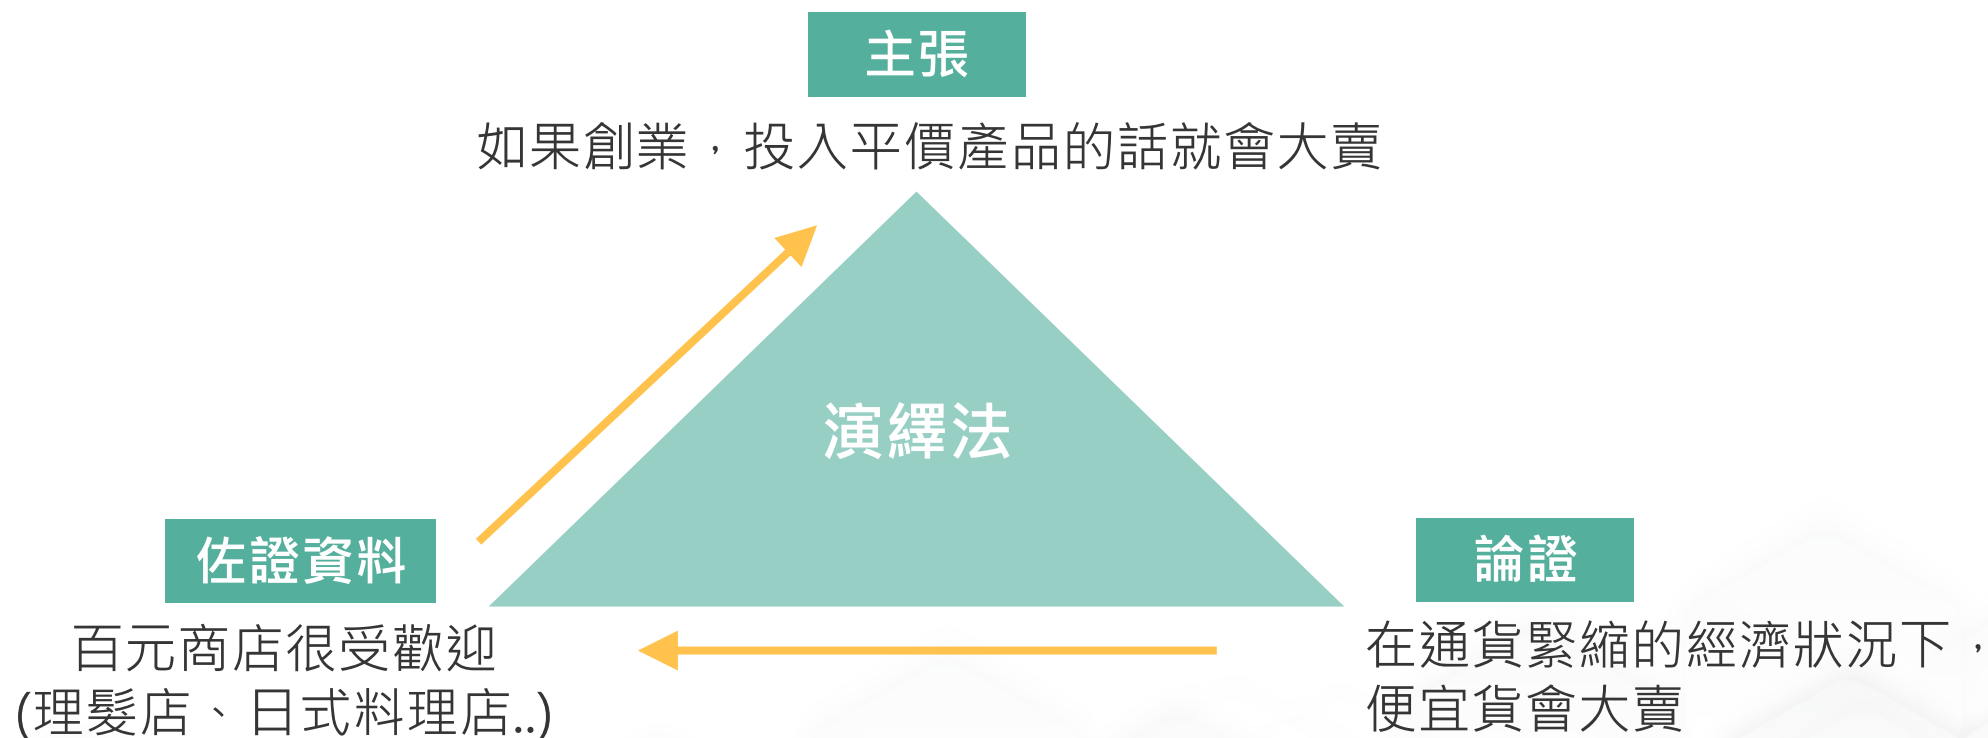 主張
如果創業，投入平價產品的話就會大賣
演繹法
佐證資料
百元商店很受歡迎
(理髮店、日式料理店..)
論證
在通貨緊縮的經濟狀況下，
便宜貨會大賣